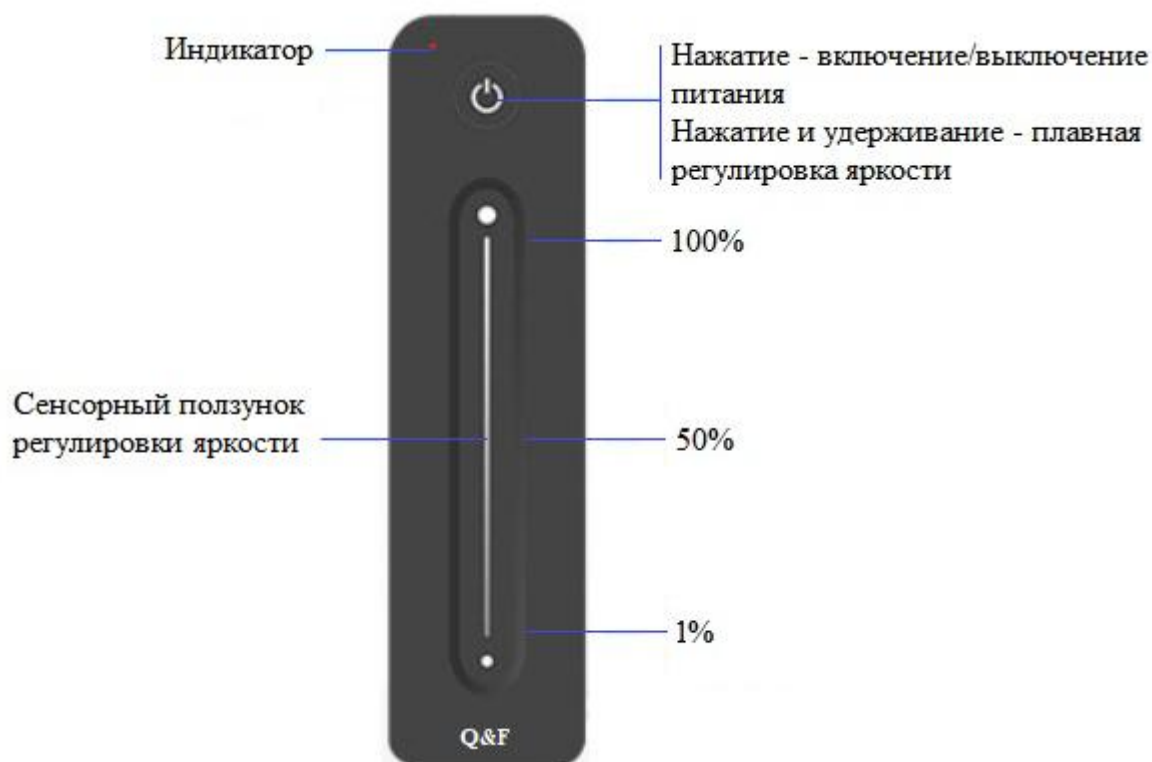 Индикатор
Нажатие - включение/выключение
питания
Нажатие и удерживание - плавная
регулировка яркости
100%
Сенсорный ползунок
регулировки яркости
50%
1%
Q&F